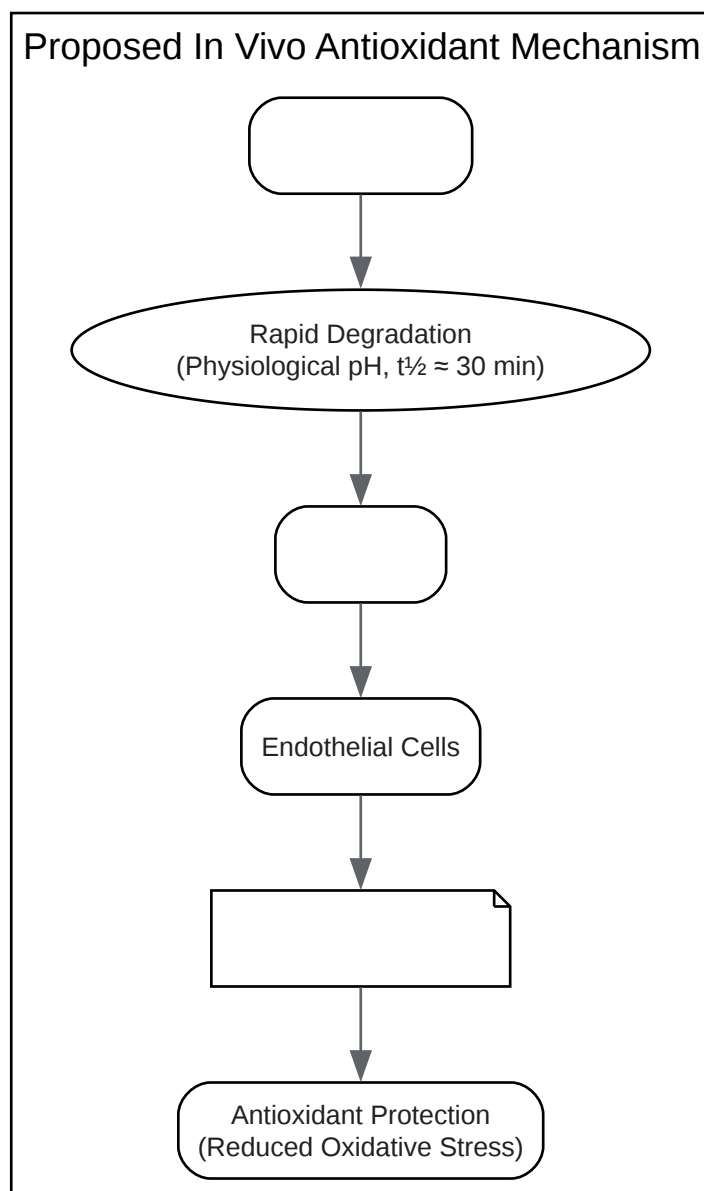 Proposed In Vivo Antioxidant Mechanism
Rapid Degradation
(Physiological pH, t½ ≈ 30 min)
Endothelial Cells
Antioxidant Protection
(Reduced Oxidative Stress)